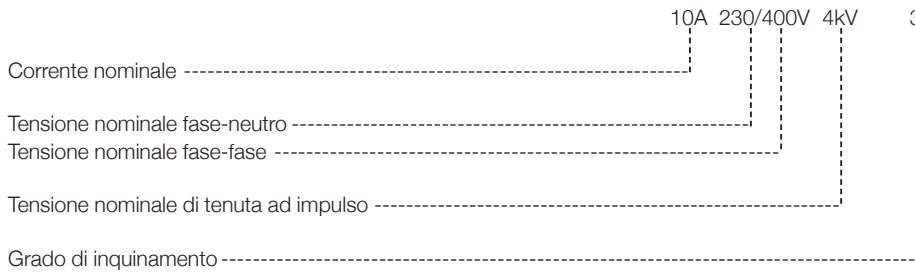 10A 230/400V 4kV 3
Corrente nominale
Tensione nominale fase-neutro
Tensione nominale fase-fase
Tensione nominale di tenuta ad impulso
Grado di inquinamento